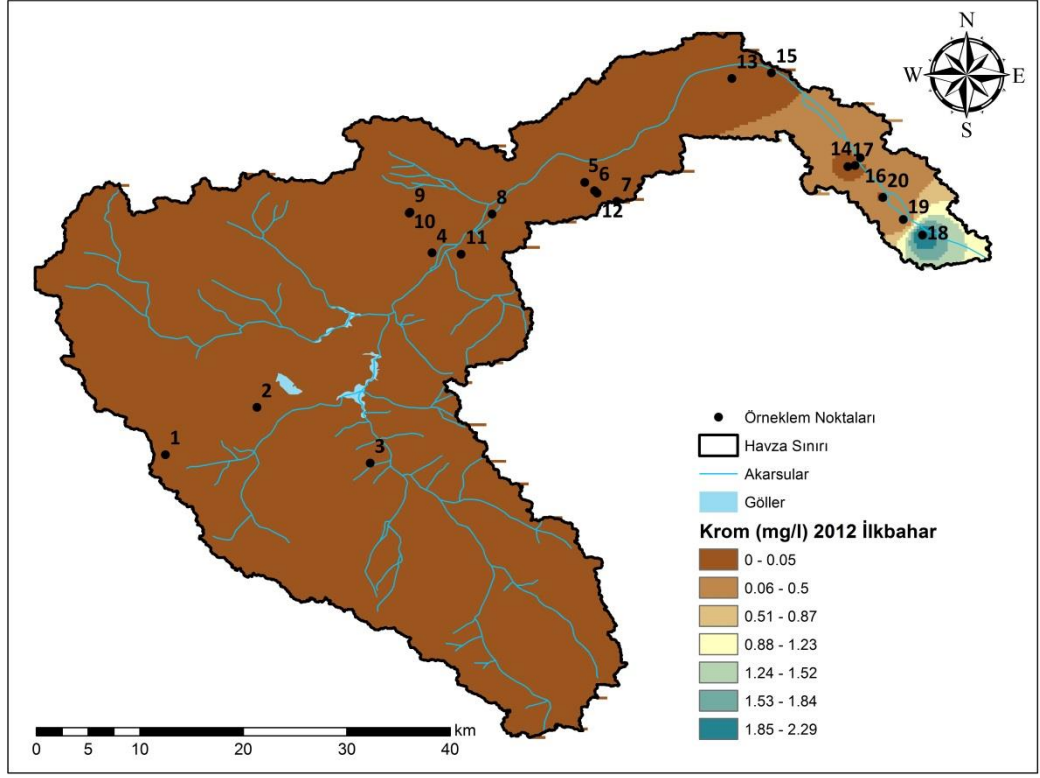 N
W E
S
13
15
14 17
16
20
19
18
5
6
7
12
9
10
8
4
11
2
1
3
Örneklem Noktaları
Havza Sınırı
Akarsular
Göller
Krom (mg/l) 2012 İlkbahar
0 - 0.05
0.06 - 0.5
0.51 - 0.87
0.88 - 1.23
1.24 - 1.52
1.53 - 1.84
1.85 - 2.29
km
0 5 10 20 30 40